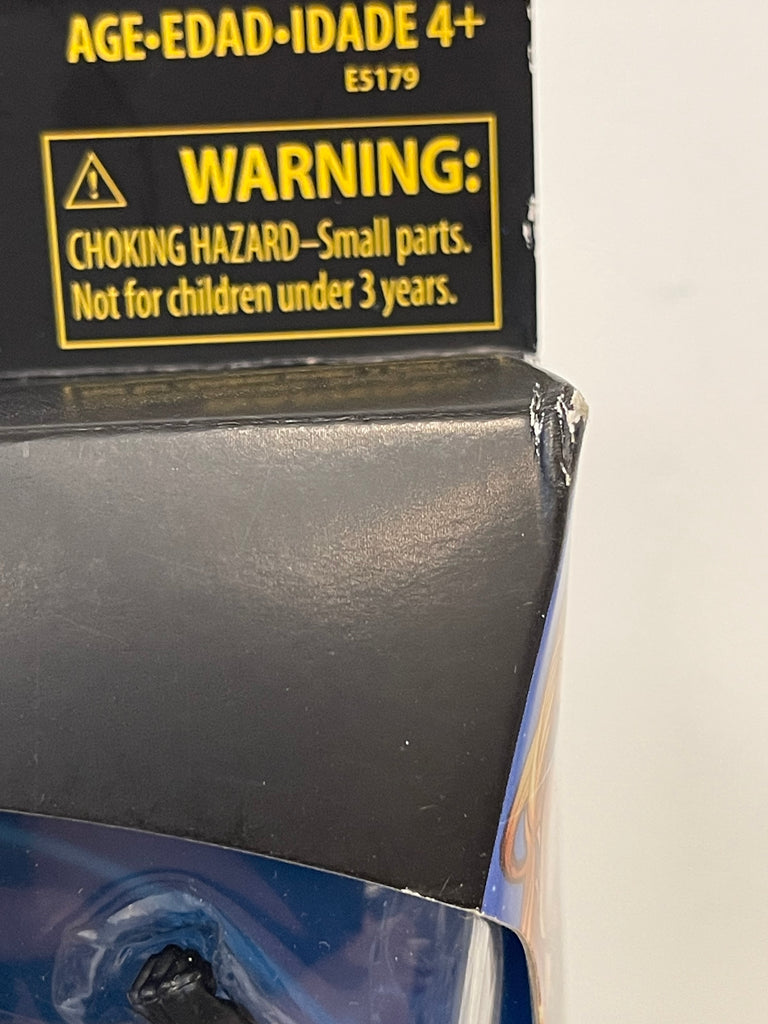 AGE•EDAD•IDADE 4+
E5179
WARNING:
CHOKING HAZARD–Small parts.
Not for children under 3 years.